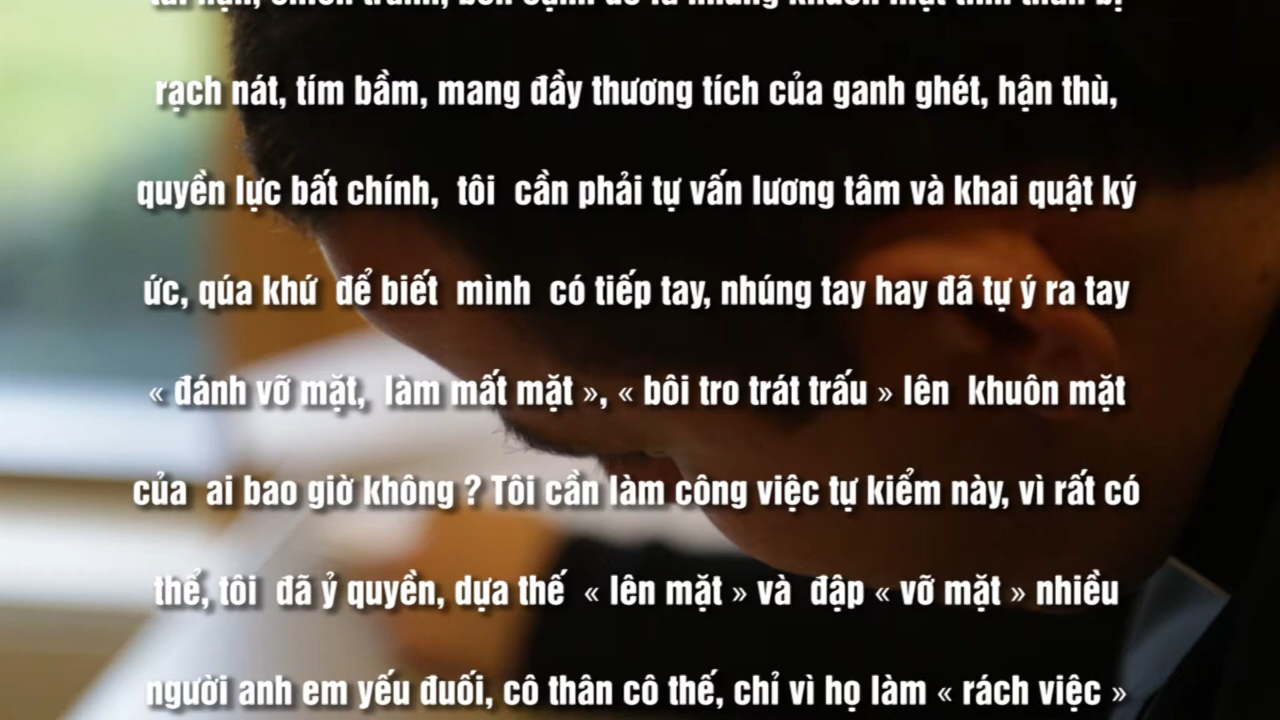 rạch nát, tím bầm, mang đầy thương tích của ganh ghét, hận thù,
quyền lực bất chính, tôi cần phải tự vấn lương tâm và khai quật ký
ức, qúa khứ để biết mình có tiếp tay, nhúng tay hay đã tự ý ra tay
« đánh vỡ mặt, làm mất mặt », « bôi tro trát trấu » lên khuôn mặt
của ai bao giờ không ? Tôi cần làm công việc tự kiểm này, vì rất có
thể, tôi đã ỷ quyền, dựa thế « lên mặt » và đập « vỡ mặt » nhiều
người anh em yếu đuối, cô thân cô thế, chỉ vì họ làm « rách việc »